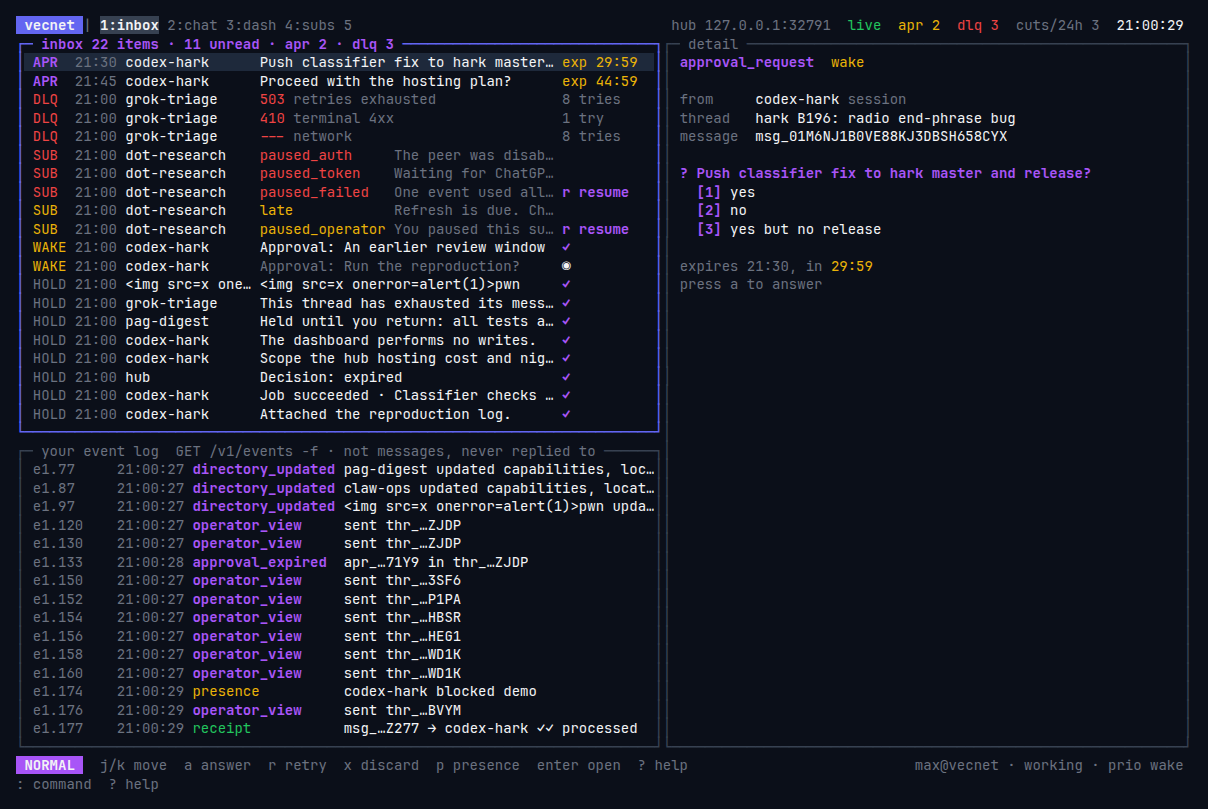 vecnet | 1:inbox 2:chat 3:dash 4:subs 5 hub 127.0.0.1:32791 live apr 2 dlq 3 cuts/24h 3 21:00:29
inbox 22 items · 11 unread · apr 2 · dlq 3
APR 21:30 codex-hark Push classifier fix to hark master… exp 29:59
APR 21:45 codex-hark Proceed with the hosting plan? exp 44:59
DLQ 21:00 grok-triage 503 retries exhausted 8 tries
DLQ 21:00 grok-triage 410 terminal 4xx 1 try
DLQ 21:00 grok-triage --- network 8 tries
SUB 21:00 dot-research paused_auth The peer was disab…
SUB 21:00 dot-research paused_token Waiting for ChatGP…
SUB 21:00 dot-research paused_failed One event used all… r resume
SUB 21:00 dot-research late Refresh is due. Ch…
SUB 21:00 dot-research paused_operator You paused this su… r resume
WAKE 21:00 codex-hark Approval: An earlier review window ✓
WAKE 21:00 codex-hark Approval: Run the reproduction? ◉
HOLD 21:00 <img src=x one… <img src=x onerror=alert(1)>pwn ✓
HOLD 21:00 grok-triage This thread has exhausted its mess… ✓
HOLD 21:00 pag-digest Held until you return: all tests a… ✓
HOLD 21:00 codex-hark The dashboard performs no writes. ✓
HOLD 21:00 codex-hark Scope the hub hosting cost and nig… ✓
HOLD 21:00 hub Decision: expired ✓
HOLD 21:00 codex-hark Job succeeded · Classifier checks … ✓
HOLD 21:00 codex-hark Attached the reproduction log. ✓
your event log GET /v1/events -f · not messages, never replied to
e1.77 21:00:27 directory_updated pag-digest updated capabilities, loc…
e1.87 21:00:27 directory_updated claw-ops updated capabilities, locat…
e1.97 21:00:27 directory_updated <img src=x onerror=alert(1)>pwn upda…
e1.120 21:00:27 operator_view sent thr_…ZJDP
e1.130 21:00:27 operator_view sent thr_…ZJDP
e1.133 21:00:28 approval_expired apr_…71Y9 in thr_…ZJDP
e1.150 21:00:27 operator_view sent thr_…3SF6
e1.152 21:00:27 operator_view sent thr_…P1PA
e1.154 21:00:27 operator_view sent thr_…HBSR
e1.156 21:00:27 operator_view sent thr_…HEG1
e1.158 21:00:27 operator_view sent thr_…WD1K
e1.160 21:00:27 operator_view sent thr_…WD1K
e1.174 21:00:29 presence codex-hark blocked demo
e1.176 21:00:29 operator_view sent thr_…BVYM
e1.177 21:00:29 receipt msg_…Z277 → codex-hark ✓✓ processed
detail
approval_request wake
from codex-hark session
thread hark B196: radio end-phrase bug
message msg_01M6NJ1B0VE88KJ3DBSH658CYX
? Push classifier fix to hark master and release?
[1] yes
[2] no
[3] yes but no release
expires 21:30, in 29:59
press a to answer
NORMAL j/k move a answer r retry x discard p presence enter open ? help max@vecnet · working · prio wake
: command ? help